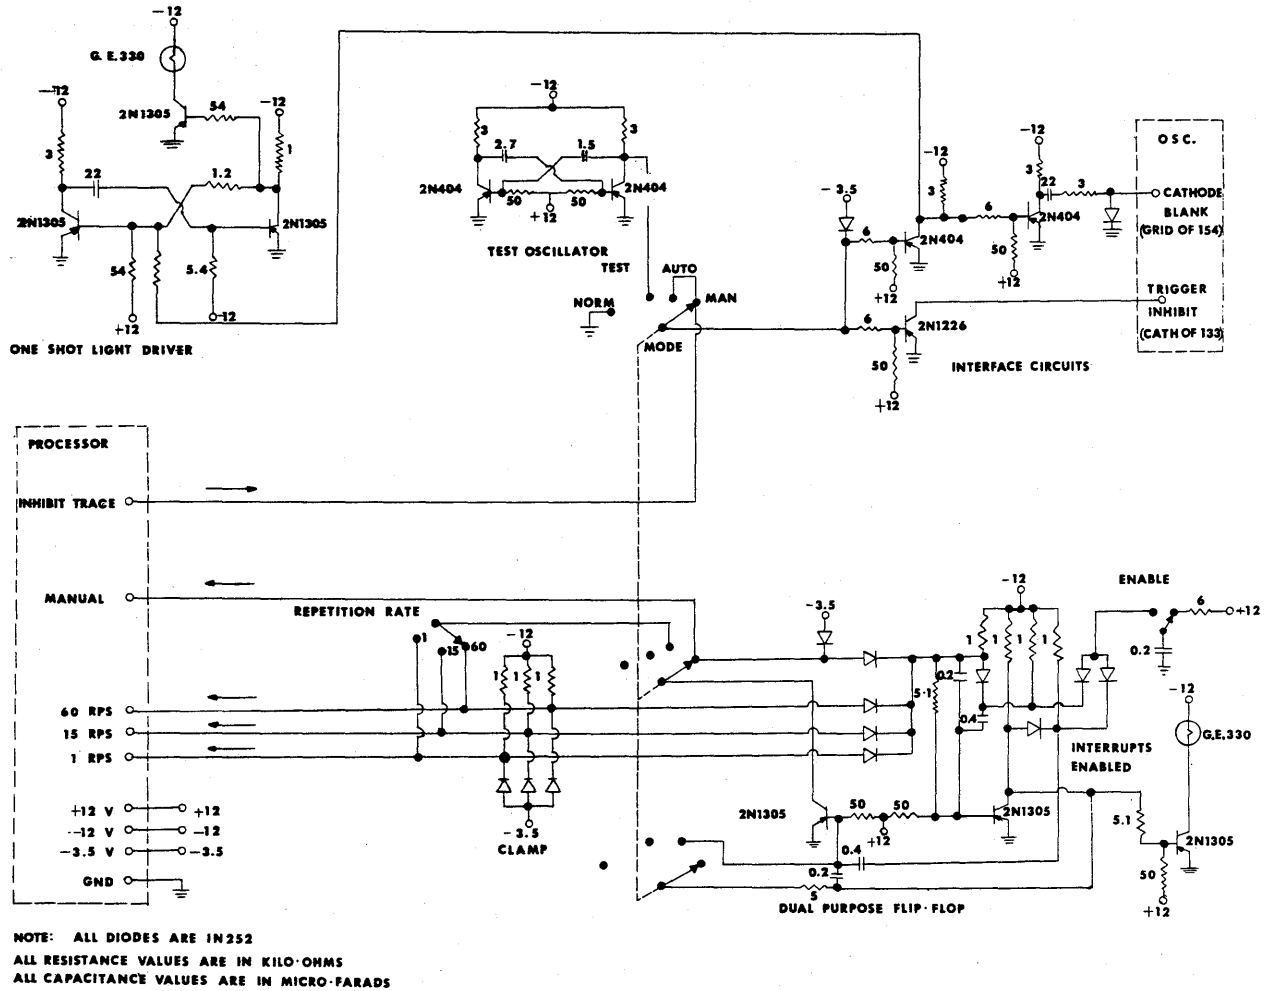 -12
G.E.330
-12
2N1305
54
-12
3
1
22
1.2
2N1305
2N1305
54
5.4
+12
-12
ONE SHOT LIGHT DRIVER
-12
3
3
2.7
1.5
2N404
2N404
50
50
+12
TEST OSCILLATOR
TEST
AUTO
NORM
MAN
MODE
-3.5
6
2N404
50
+12
-12
3
6
-12
3
22
3
2N404
50
+12
6
2N1226
50
+12
INTERFACE CIRCUITS
OSC.
CATHODE
BLANK
(GRID OF 154)
TRIGGER
INHIBIT
(CATH OF 133)
PROCESSOR
INHIBIT TRACE
MANUAL
60 RPS
15 RPS
1 RPS
+12 V
+12
-12 V
-12
-3.5 V
-3.5
GND
REPETITION RATE
1
15
60
-12
1
1
1
-3.5
CLAMP
-3.5
-12
1
1
1
1
5.1
0.2
0.4
ENABLE
6
+12
0.2
-12
G.E.330
INTERRUPTS
ENABLED
2N1305
50
50
+12
2N1305
5.1
2N1305
50
+12
0.4
0.2
5
DUAL PURPOSE FLIP-FLOP
NOTE: ALL DIODES ARE IN252
ALL RESISTANCE VALUES ARE IN KILO-OHMS
ALL CAPACITANCE VALUES ARE IN MICRO-FARADS